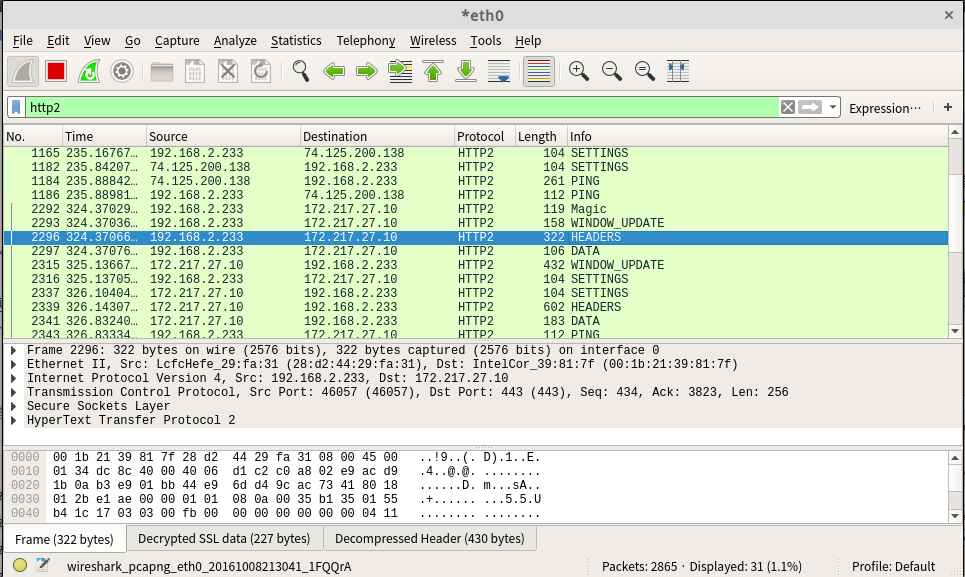 *eth0
File Edit View Go Capture Analyze Statistics Telephony Wireless Tools Help
http2 Expression…
No. Time Source Destination Protocol Length Info
1165 235.16767… 192.168.2.233 74.125.200.138 HTTP2 104 SETTINGS
1182 235.84207… 74.125.200.138 192.168.2.233 HTTP2 104 SETTINGS
1184 235.88842… 74.125.200.138 192.168.2.233 HTTP2 261 PING
1186 235.88981… 192.168.2.233 74.125.200.138 HTTP2 112 PING
2292 324.37029… 192.168.2.233 172.217.27.10 HTTP2 119 Magic
2293 324.37036… 192.168.2.233 172.217.27.10 HTTP2 158 WINDOW_UPDATE
2296 324.37066… 192.168.2.233 172.217.27.10 HTTP2 322 HEADERS
2297 324.37076… 192.168.2.233 172.217.27.10 HTTP2 106 DATA
2315 325.13667… 172.217.27.10 192.168.2.233 HTTP2 432 WINDOW_UPDATE
2316 325.13705… 192.168.2.233 172.217.27.10 HTTP2 104 SETTINGS
2337 326.10404… 172.217.27.10 192.168.2.233 HTTP2 104 SETTINGS
2339 326.14307… 172.217.27.10 192.168.2.233 HTTP2 602 HEADERS
2341 326.83240… 172.217.27.10 192.168.2.233 HTTP2 183 DATA
2343 326.83334… 192.168.2.233 172.217.27.10 HTTP2 112 PING
Frame 2296: 322 bytes on wire (2576 bits), 322 bytes captured (2576 bits) on interface 0
Ethernet II, Src: LcfcHefe_29:fa:31 (28:d2:44:29:fa:31), Dst: IntelCor_39:81:7f (00:1b:21:39:81:7f)
Internet Protocol Version 4, Src: 192.168.2.233, Dst: 172.217.27.10
Transmission Control Protocol, Src Port: 46057 (46057), Dst Port: 443 (443), Seq: 434, Ack: 3823, Len: 256
Secure Sockets Layer
HyperText Transfer Protocol 2
0000 00 1b 21 39 81 7f 28 d2 44 29 fa 31 08 00 45 00 ..!9..(. D).1..E.
0010 01 34 dc 8c 40 00 40 06 d1 c2 c0 a8 02 e9 ac d9 .4..@.@. ........
0020 1b 0a b3 e9 01 bb 44 e9 6d d4 9c ac 73 41 80 18 ......D. m...sA..
0030 01 2b e1 ae 00 00 01 01 08 0a 00 35 b1 35 01 55 .+...... ...5.5.U
0040 b4 1c 17 03 03 00 fb 00 00 00 00 00 00 00 04 11 ........ ........
Frame (322 bytes) Decrypted SSL data (227 bytes) Decompressed Header (430 bytes)
wireshark_pcapng_eth0_20161008213041_1FQQrA Packets: 2865 · Displayed: 31 (1.1%) Profile: Default